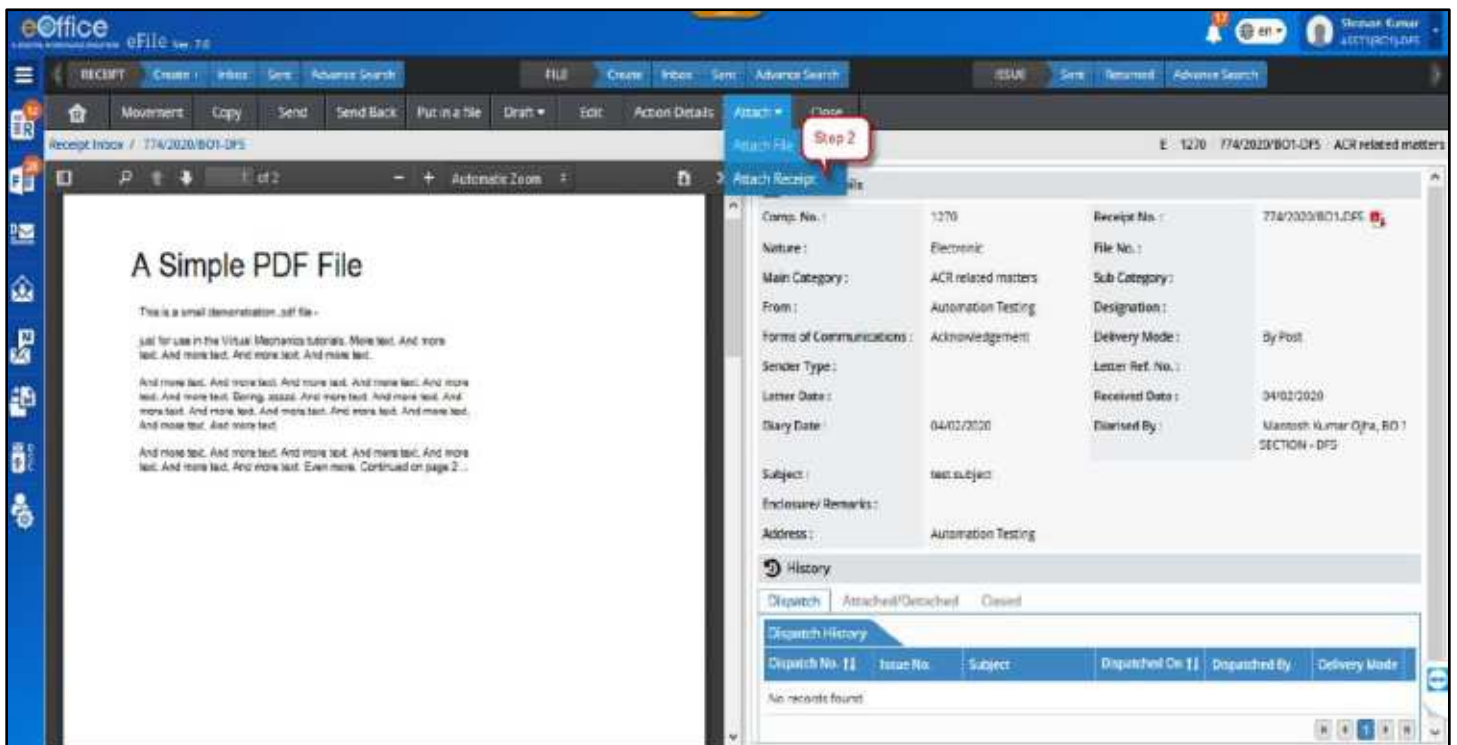 eOffice
eFile Ver. 7.0
17
en
RECEIPT Create Inbox Sent Advance Search FILE Create Inbox Sent Advance Search ISSUE Sent Returned Advance Search
Movement Copy Send Send Back Put in a file Draft Edit Action Details Attach Close
Receipt Inbox / 774/2020/BO1-DFS
Attach File
Step 2
E 1270 774/2020/BO1-DFS ACR related matters
of 2 Automatic Zoom
Attach Receipt
A Simple PDF File
This is a small demonstration .pdf file -
just for use in the Virtual Mechanics tutorials. More text. And more
text. And more text. And more text. And more text.
And more text. And more text. And more text. And more text. And more
text. And more text. Boring, zzzzz. And more text. And more text. And
more text. And more text. And more text. And more text. And more text.
And more text. And more text.
And more text. And more text. And more text. And more text. And more
text. And more text. And more text. Even more. Continued on page 2 ...
Comp. No. : 1270 Receipt No. : 774/2020/BO1-DFS
Nature : Electronic File No. :
Main Category : ACR related matters Sub Category :
From : Automation Testing Designation :
Forms of Communications : Acknowledgement Delivery Mode : By Post
Sender Type : Letter Ref. No. :
Letter Date : Received Date : 04/02/2020
Diary Date : 04/02/2020 Diarised By : Mantosh Kumar Ojha, BO 1
SECTION - DFS
Subject : test subject
Enclosure/ Remarks :
Address : Automation Testing
History
Dispatch Attached/Detached Closed
Dispatch History
Dispatch No. Issue No. Subject Dispatched On Dispatched By Delivery Mode
No records found
1